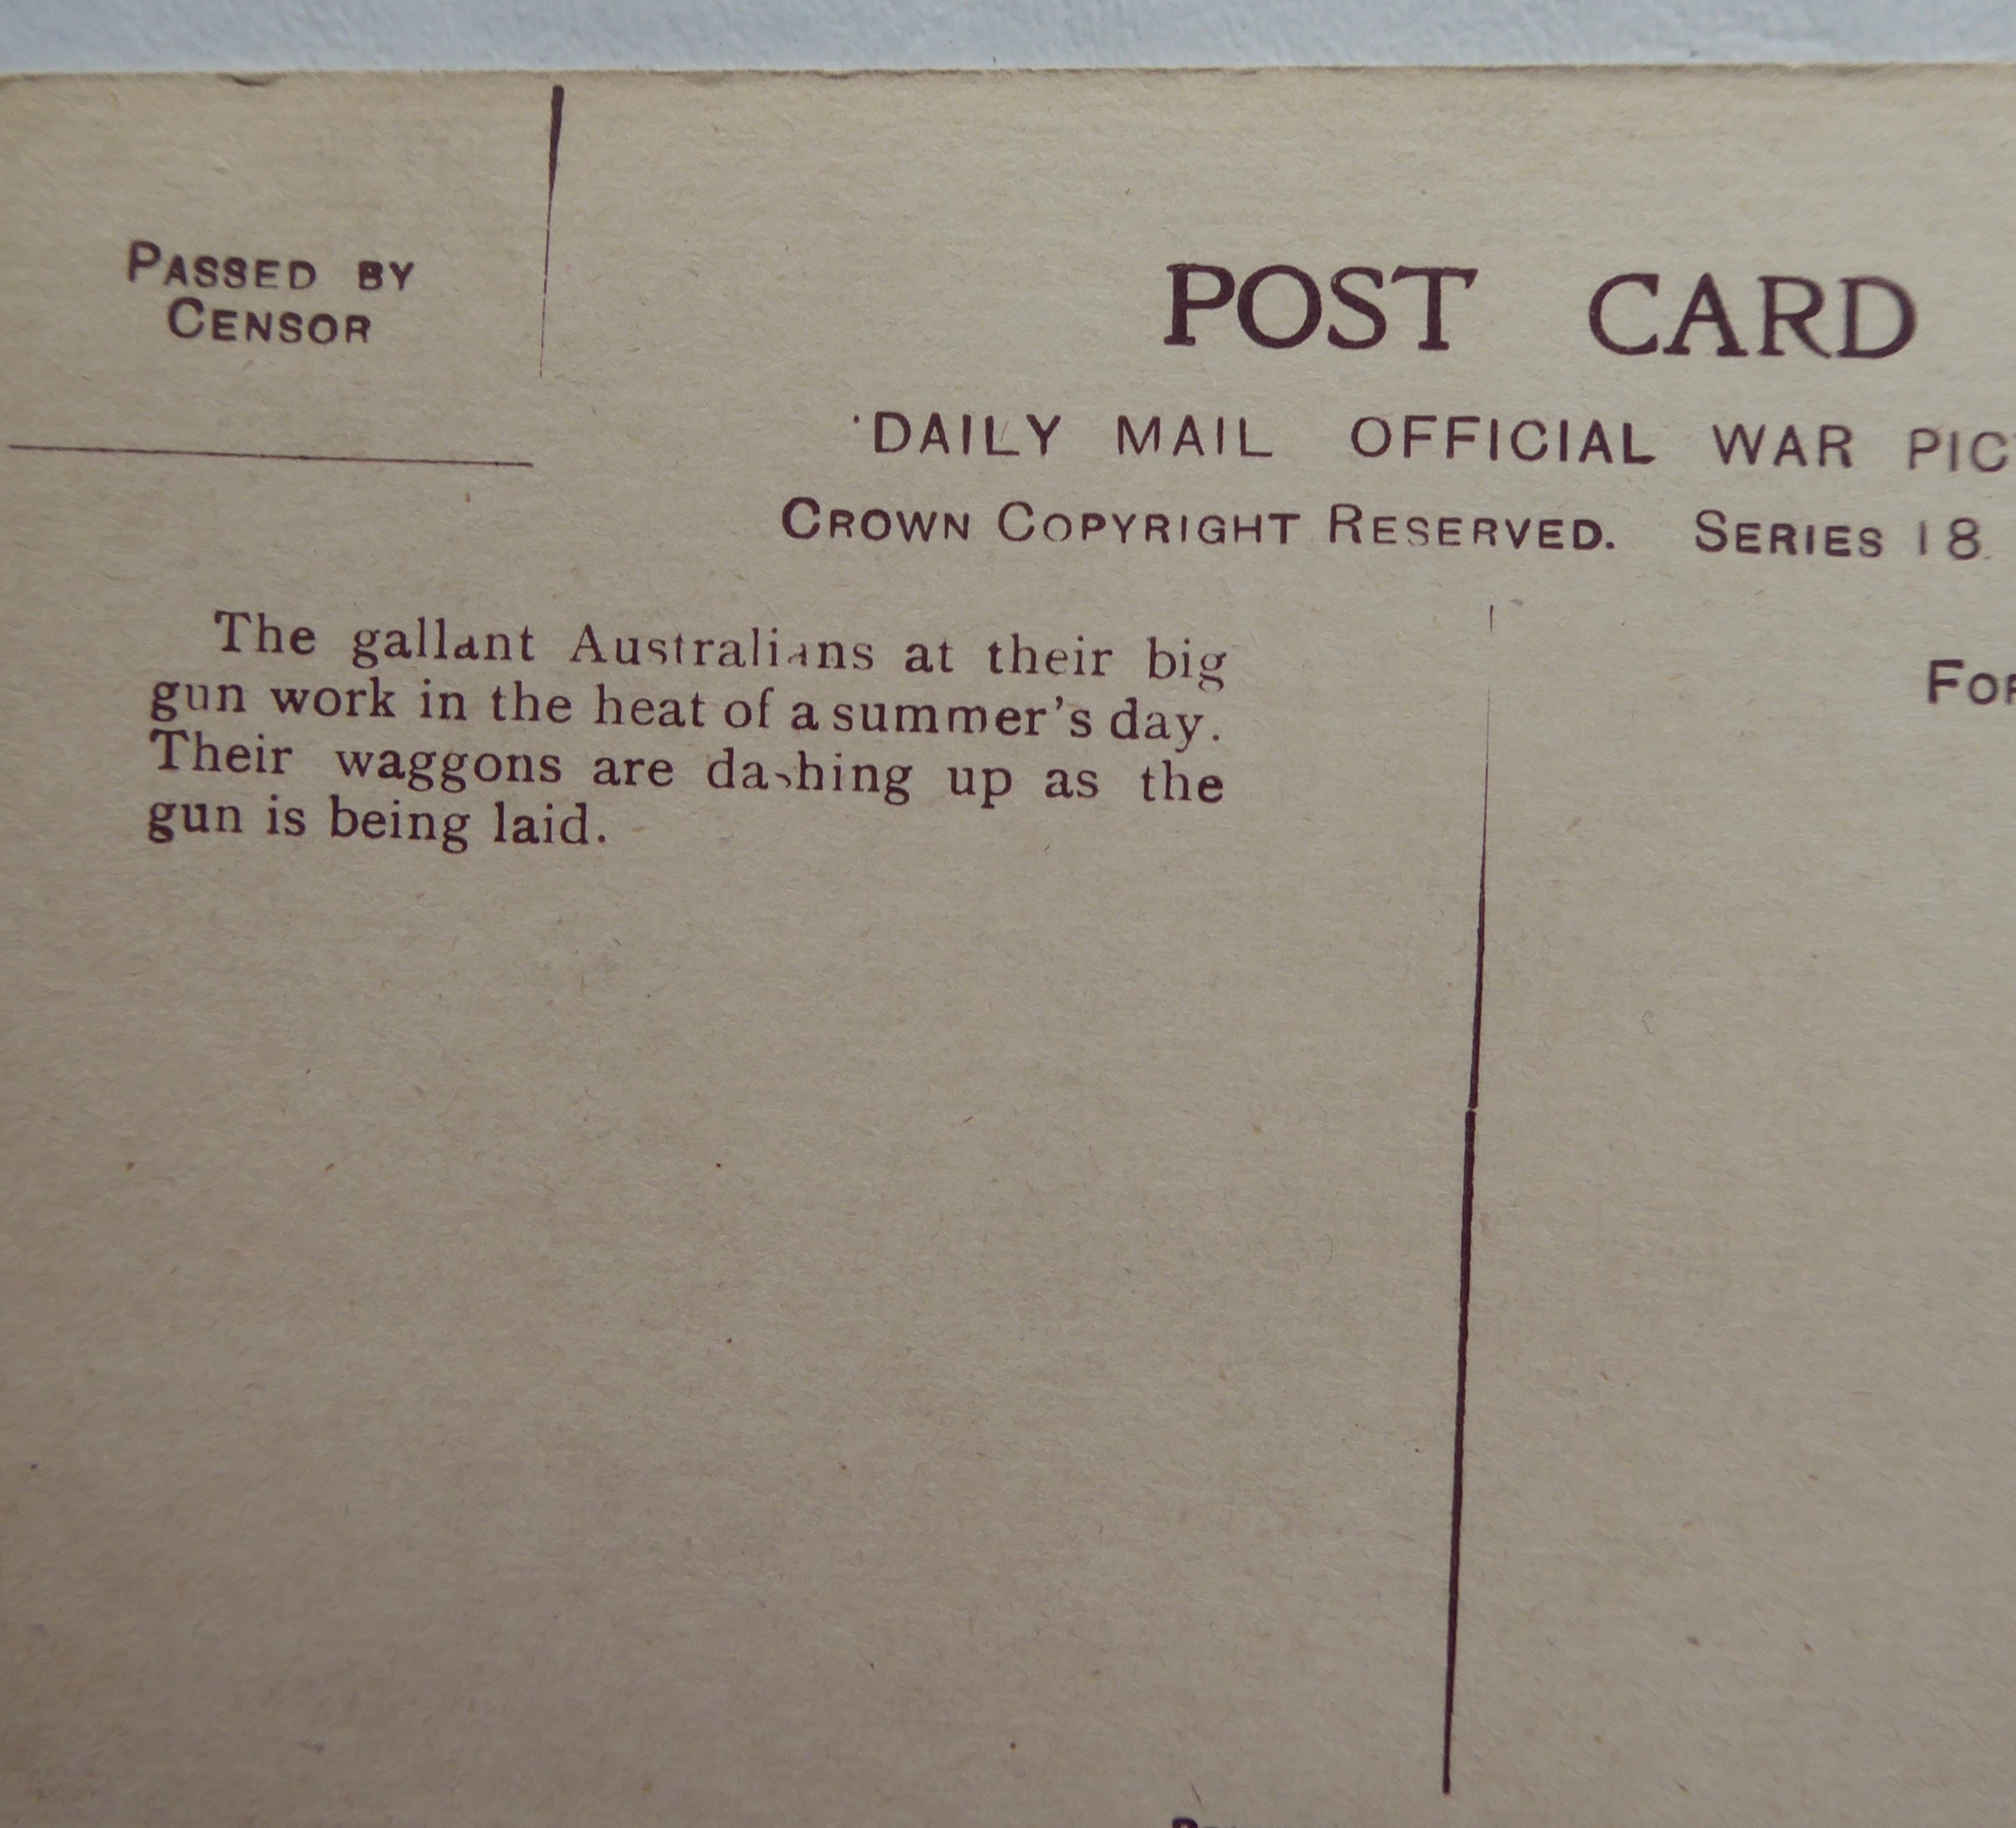 PASSED BY
CENSOR
POST CARD
'DAILY MAIL OFFICIAL WAR
CROWN COPYRIGHT RESERVED. SERIES 18.
The gallant Australians at their big
gun work in the heat of a summer's day.
Their waggons are dashing up as the
gun is being laid.